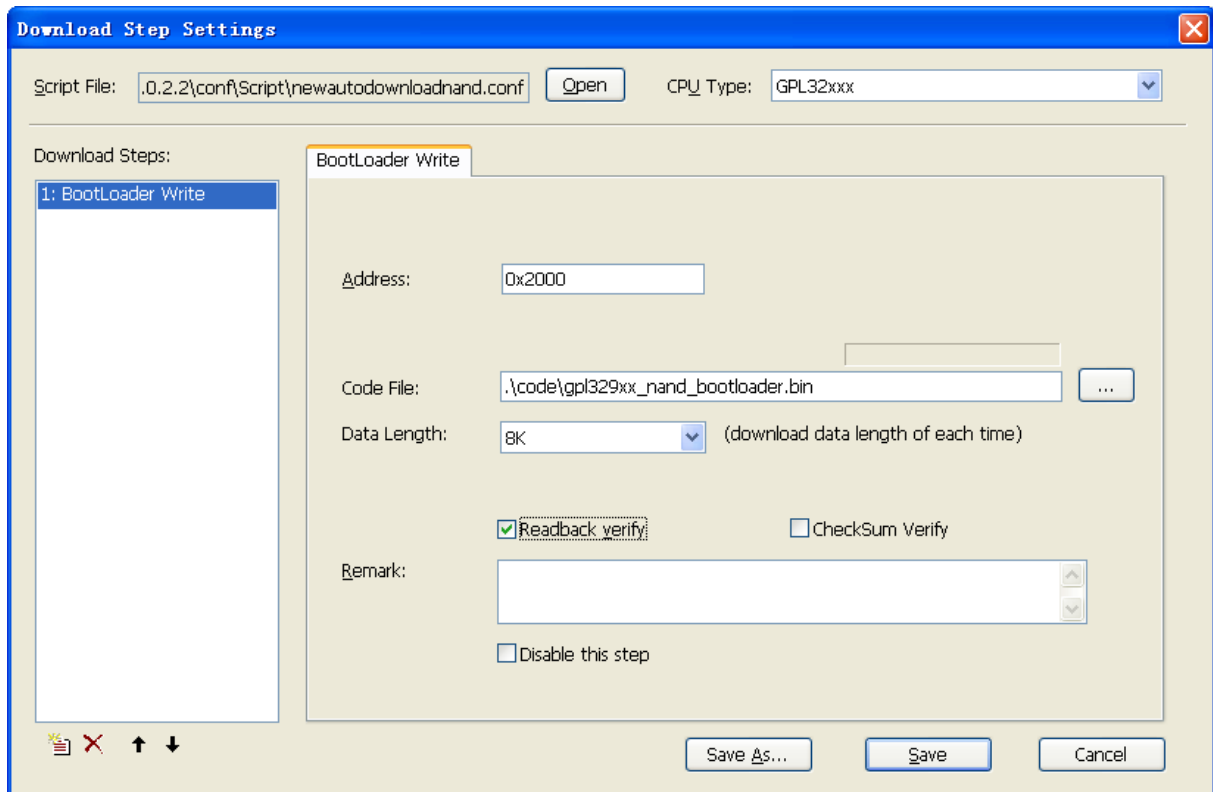 Download Step Settings
Script File: .0.2.2\conf\Script\newautodownloadnand.conf Open CPU Type: GPL32xxx
Download Steps:
1: BootLoader Write
BootLoader Write
Address: 0x2000
Code File: .\code\gpl329xx_nand_bootloader.bin ...
Data Length: 8K (download data length of each time)
Readback verify CheckSum Verify
Remark:
Disable this step
Save As... Save Cancel